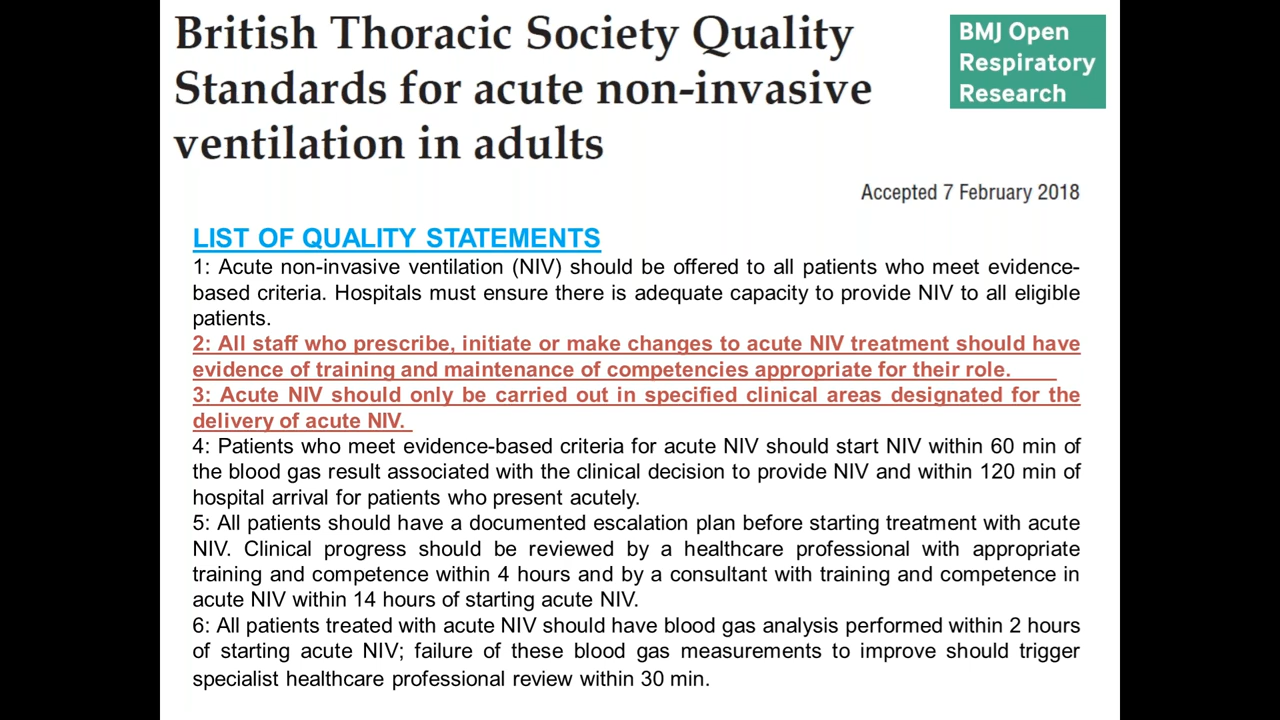 British Thoracic Society Quality
Standards for acute non-invasive
ventilation in adults
BMJ Open
Respiratory
Research
Accepted 7 February 2018
LIST OF QUALITY STATEMENTS
1: Acute non-invasive ventilation (NIV) should be offered to all patients who meet evidence-
based criteria. Hospitals must ensure there is adequate capacity to provide NIV to all eligible
patients.
2: All staff who prescribe, initiate or make changes to acute NIV treatment should have
evidence of training and maintenance of competencies appropriate for their role.
3: Acute NIV should only be carried out in specified clinical areas designated for the
delivery of acute NIV.
4: Patients who meet evidence-based criteria for acute NIV should start NIV within 60 min of
the blood gas result associated with the clinical decision to provide NIV and within 120 min of
hospital arrival for patients who present acutely.
5: All patients should have a documented escalation plan before starting treatment with acute
NIV. Clinical progress should be reviewed by a healthcare professional with appropriate
training and competence within 4 hours and by a consultant with training and competence in
acute NIV within 14 hours of starting acute NIV.
6: All patients treated with acute NIV should have blood gas analysis performed within 2 hours
of starting acute NIV; failure of these blood gas measurements to improve should trigger
specialist healthcare professional review within 30 min.